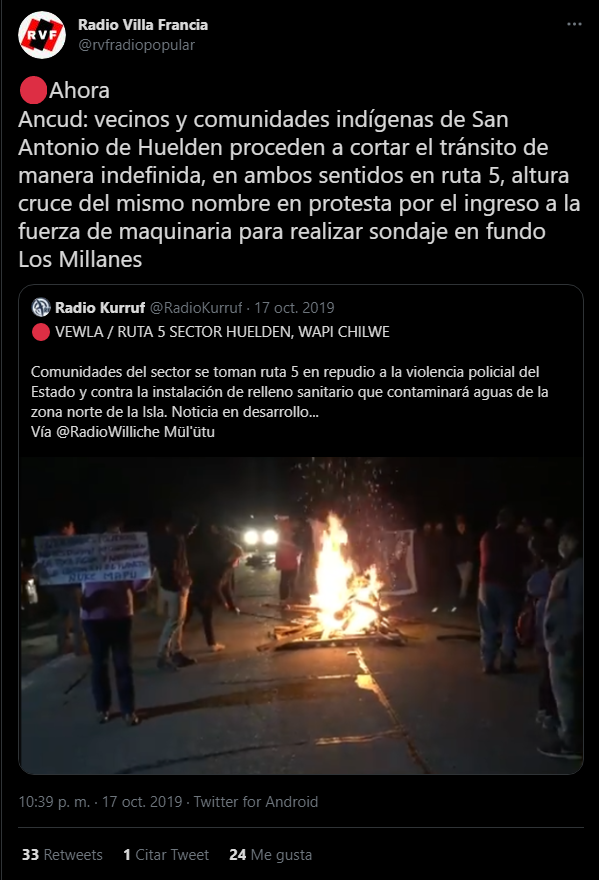 RVF
Radio Villa Francia
@rvfradiopopular
Ahora
Ancud: vecinos y comunidades indígenas de San
Antonio de Huelden proceden a cortar el tránsito de
manera indefinida, en ambos sentidos en ruta 5, altura
cruce del mismo nombre en protesta por el ingreso a la
fuerza de maquinaria para realizar sondaje en fundo
Los Millanes
Radio Kurruf @RadioKurruf · 17 oct. 2019
VEWLA / RUTA 5 SECTOR HUELDEN, WAPI CHILWE
Comunidades del sector se toman ruta 5 en repudio a la violencia policial del
Estado y contra la instalación de relleno sanitario que contaminará aguas de la
zona norte de la Isla. Noticia en desarrollo...
Vía @RadioWilliche Mül'ütu
ÑUKE MAPU
10:39 p. m. · 17 oct. 2019 · Twitter for Android
33 Retweets 1 Citar Tweet 24 Me gusta